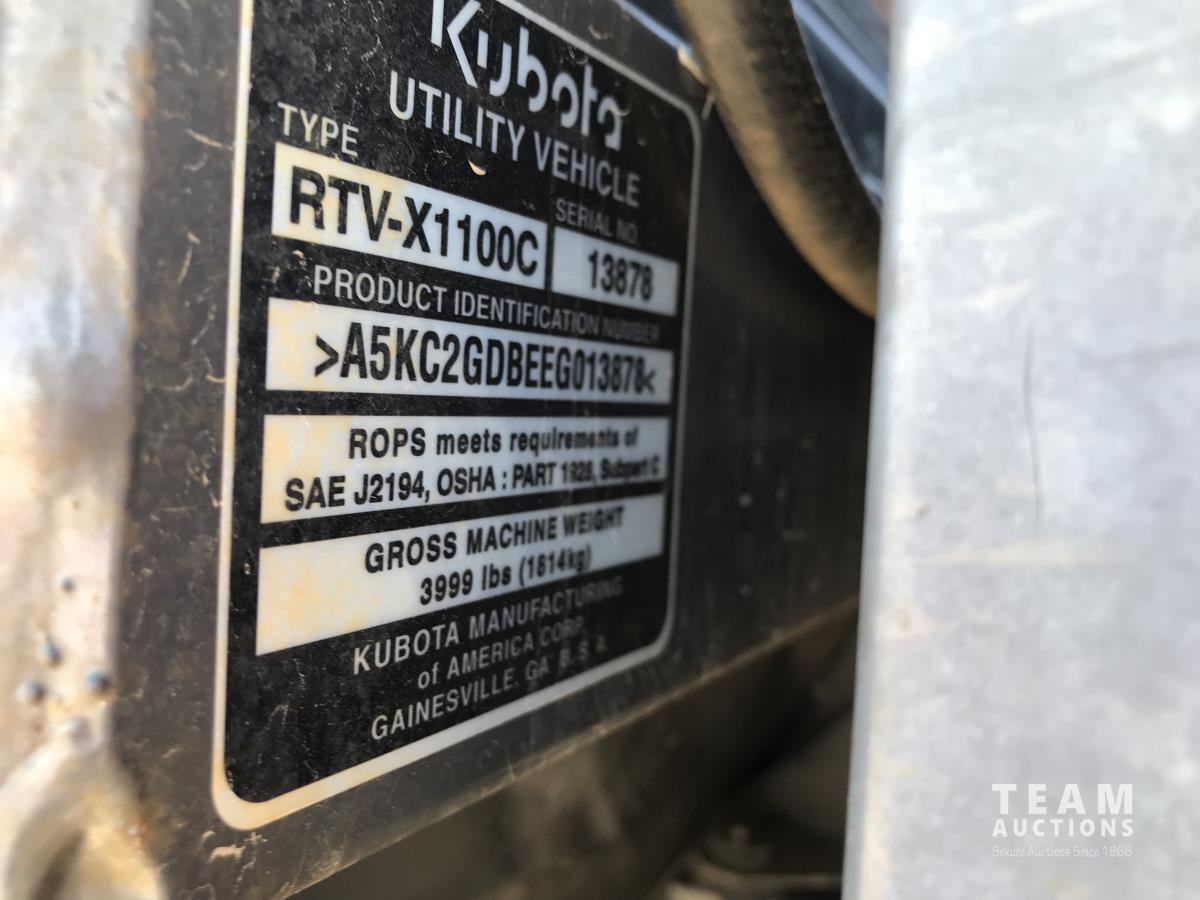 Kubota
UTILITY VEHICLE
TYPE
SERIAL NO.
RTV-X1100C
13878
PRODUCT IDENTIFICATION NUMBER
>A5KC2GDBEEG013878<
ROPS meets requirements of
SAE J2194, OSHA : PART 1928, Subpart C
GROSS MACHINE WEIGHT
3999 lbs (1814kg)
KUBOTA MANUFACTURING
of AMERICA CORP.
GAINESVILLE, GA
TEAM
AUCTIONS
Sekura Auctions Since 1966